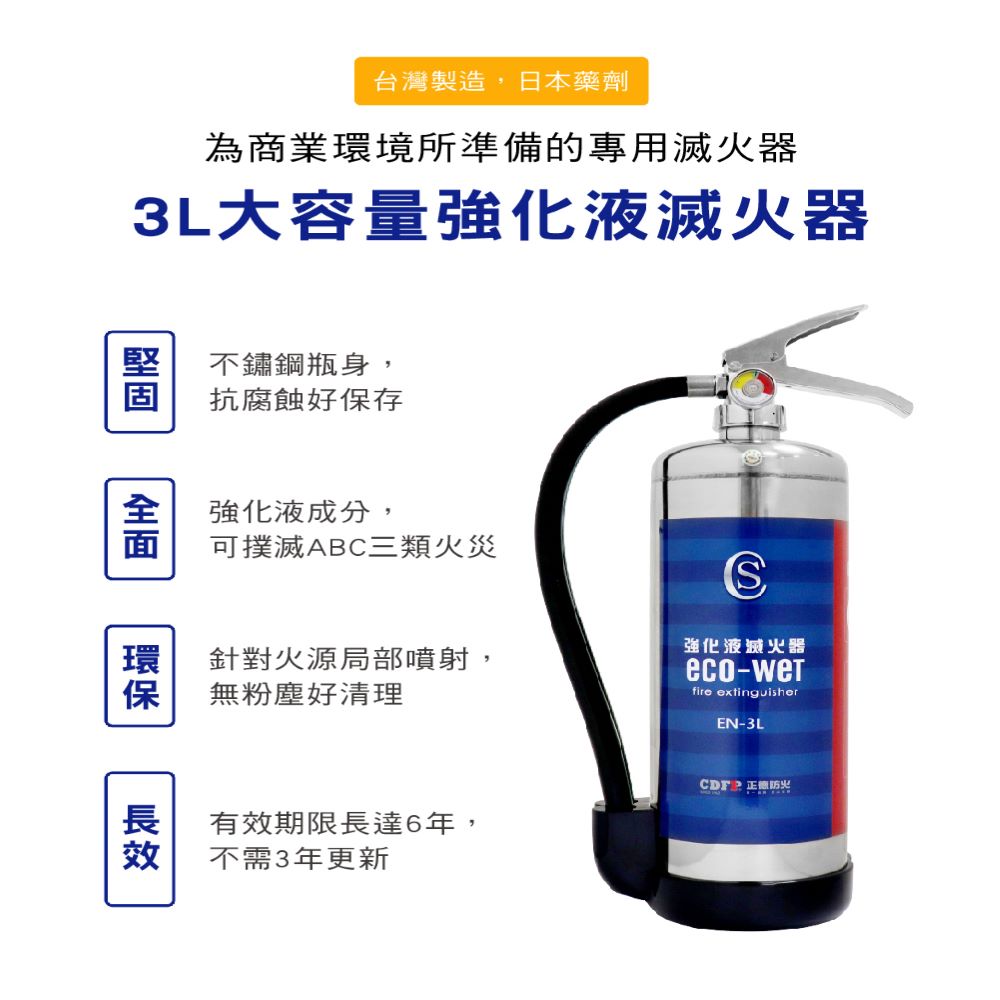 台灣製造，日本藥劑
為商業環境所準備的專用滅火器
3L大容量強化液滅火器
堅固
不鏽鋼瓶身，
抗腐蝕好保存
全面
強化液成分，
可撲滅ABC三類火災
環保
針對火源局部噴射，
無粉塵好清理
長效
有效期限長達6年，
不需3年更新
CS
強化液滅火器
eco-wet
fire extinguisher
EN-3L
CDFP 正德防火